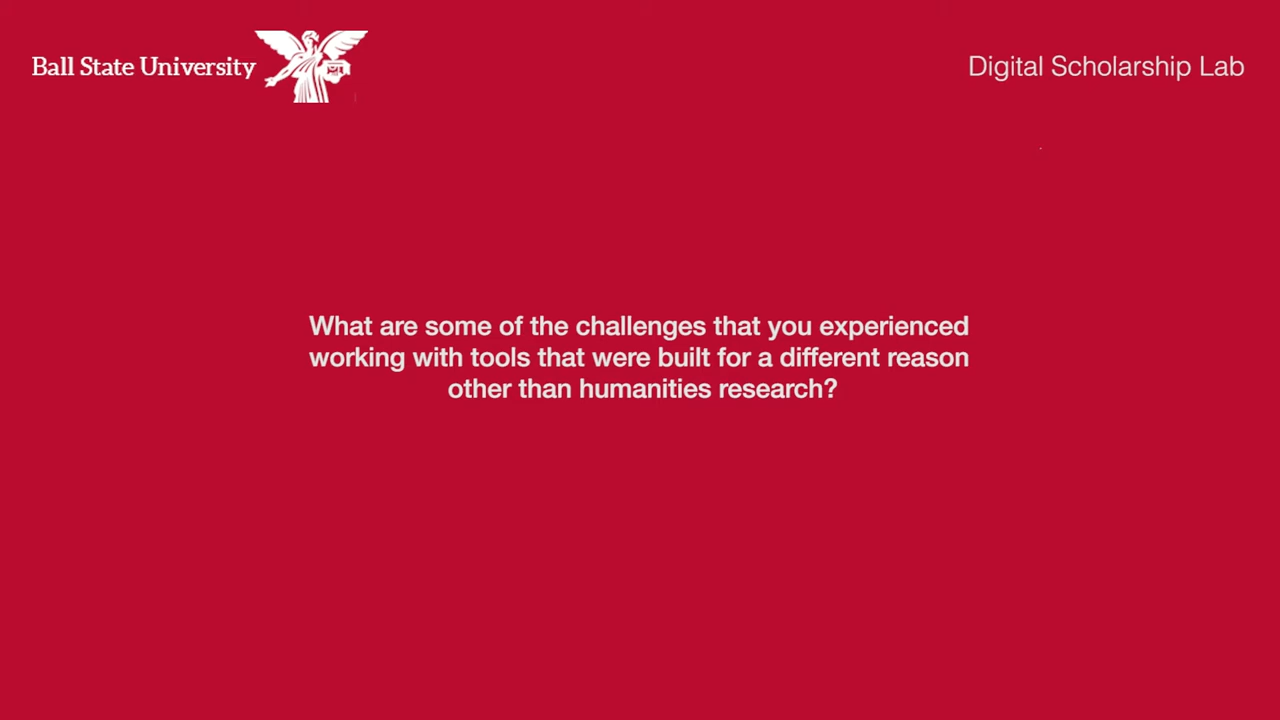 Ball State University
Digital Scholarship Lab
What are some of the challenges that you experienced
working with tools that were built for a different reason
other than humanities research?